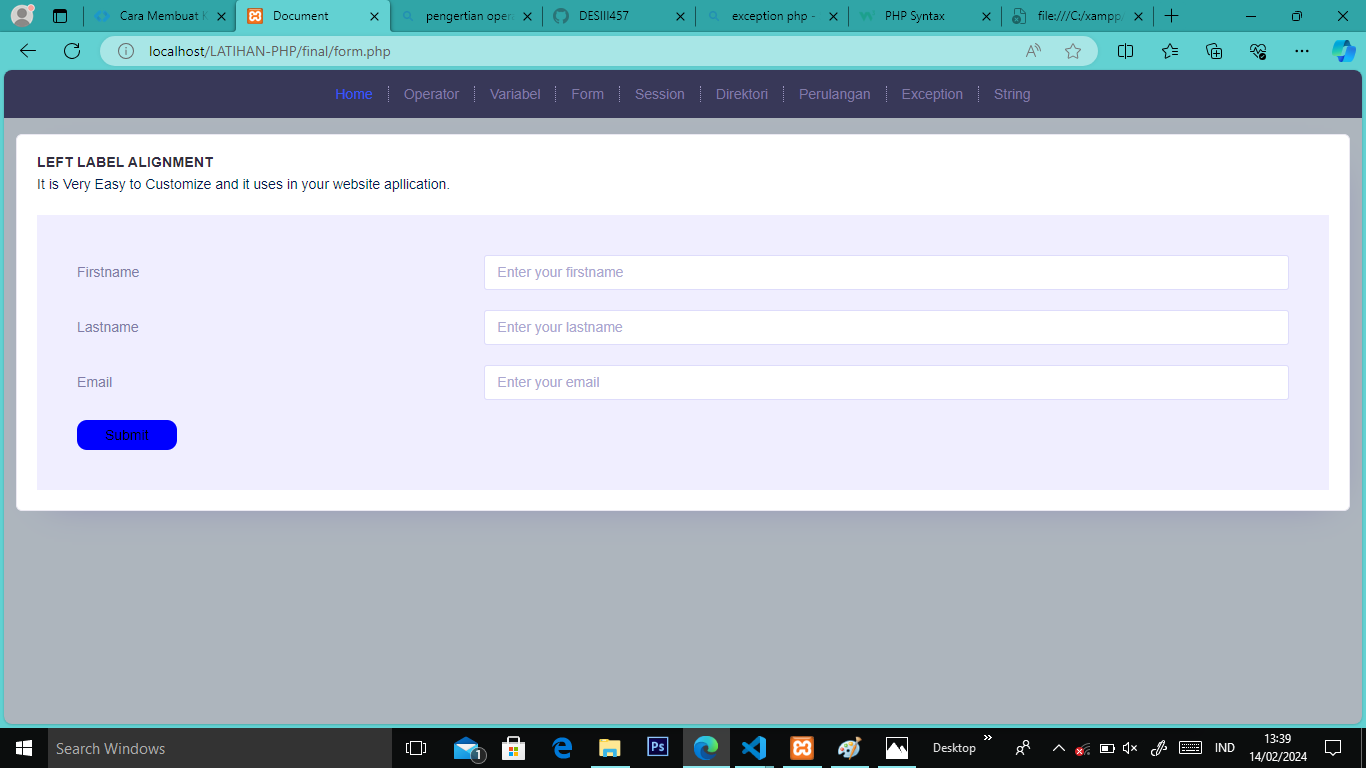 Cara Membuat K
Document
pengertian oper
DESIII457
exception php -
PHP Syntax
file:///C:/xampp/
localhost/LATIHAN-PHP/final/form.php
Home
Operator
Variabel
Form
Session
Direktori
Perulangan
Exception
String
LEFT LABEL ALIGNMENT
It is Very Easy to Customize and it uses in your website apllication.
Firstname
Enter your firstname
Lastname
Enter your lastname
Email
Enter your email
Submit
Search Windows
1
Ps
Desktop
IND
13:39
14/02/2024